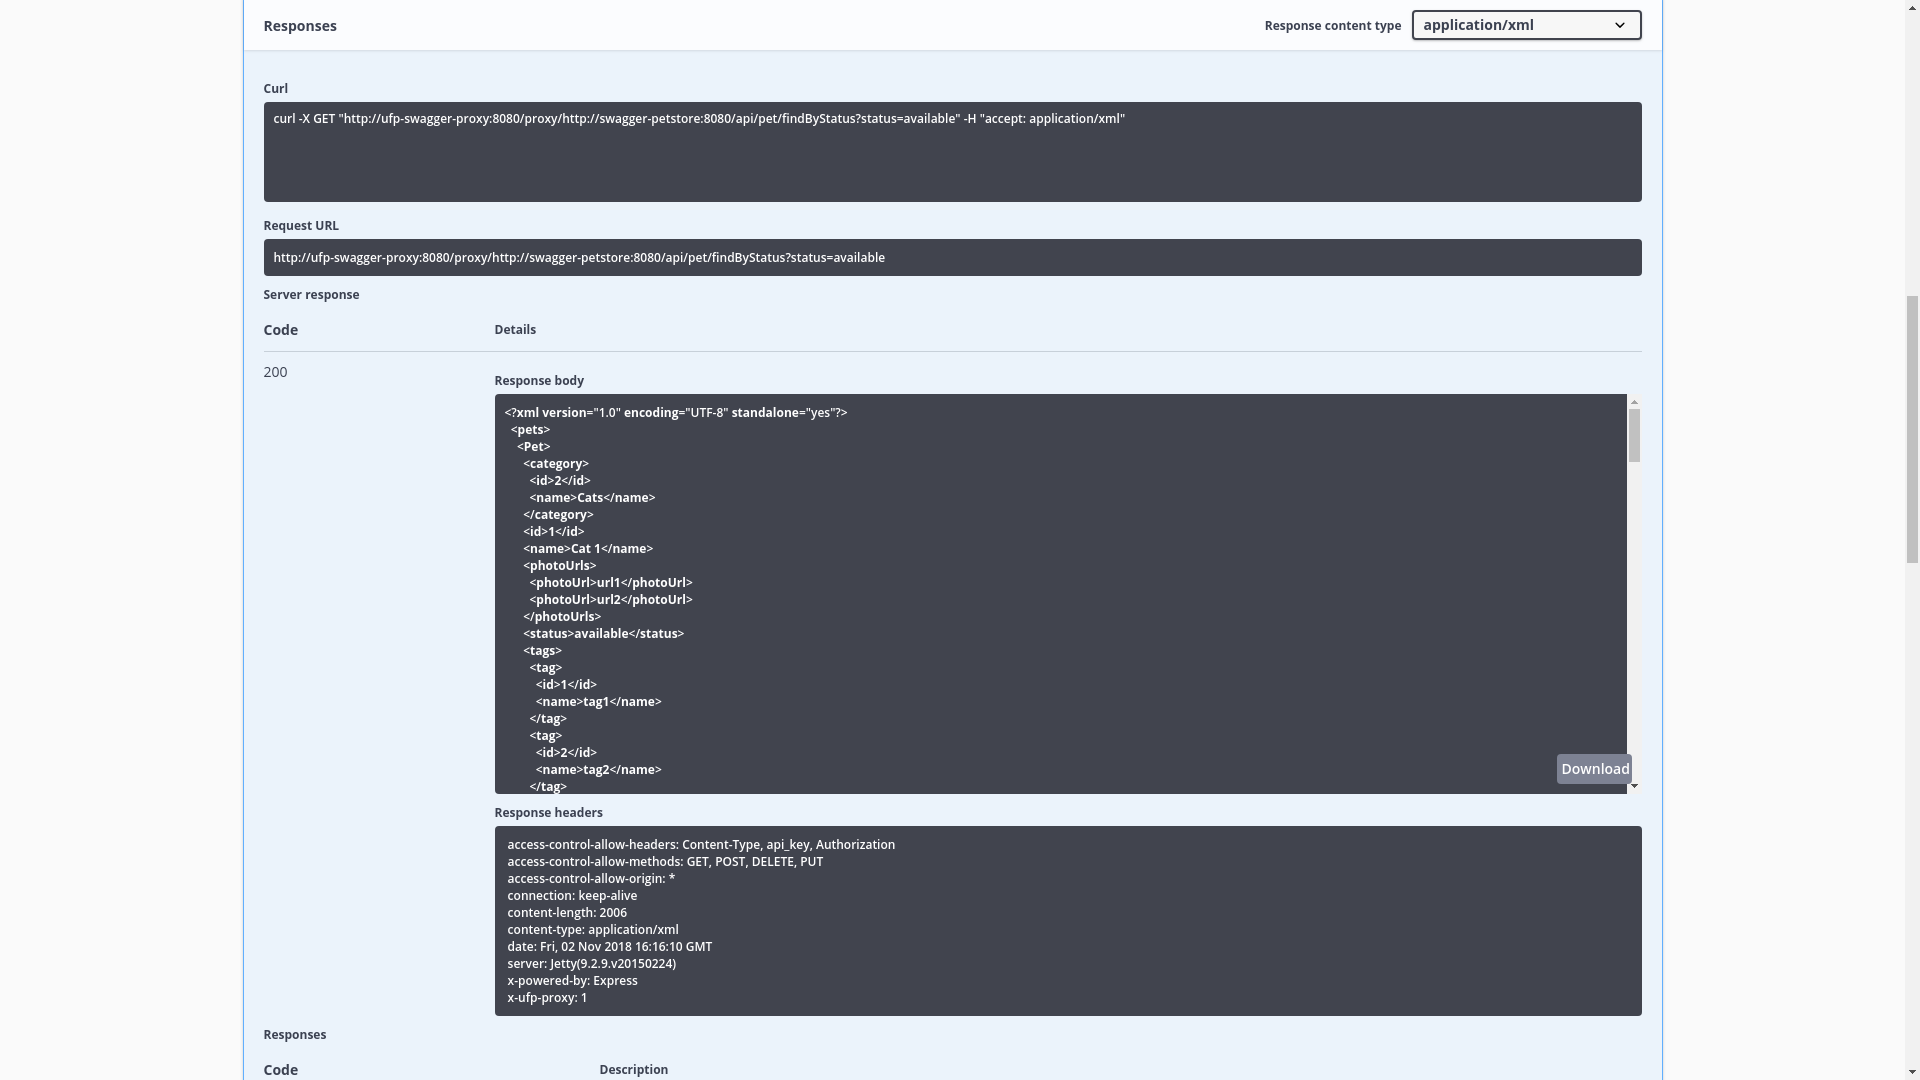 Responses
Response content type
application/xml
Curl
curl -X GET "http://ufp-swagger-proxy:8080/proxy/http://swagger-petstore:8080/api/pet/findByStatus?status=available" -H "accept: application/xml"
Request URL
http://ufp-swagger-proxy:8080/proxy/http://swagger-petstore:8080/api/pet/findByStatus?status=available
Server response
Code
Details
200
Response body
<?xml version="1.0" encoding="UTF-8" standalone="yes"?>
<pets>
<Pet>
<category>
<id>2</id>
<name>Cats</name>
</category>
<id>1</id>
<name>Cat 1</name>
<photoUrls>
<photoUrl>url1</photoUrl>
<photoUrl>url2</photoUrl>
</photoUrls>
<status>available</status>
<tags>
<tag>
<id>1</id>
<name>tag1</name>
</tag>
<tag>
<id>2</id>
<name>tag2</name>
</tag>
Download
Response headers
access-control-allow-headers: Content-Type, api_key, Authorization
access-control-allow-methods: GET, POST, DELETE, PUT
access-control-allow-origin: *
connection: keep-alive
content-length: 2006
content-type: application/xml
date: Fri, 02 Nov 2018 16:16:10 GMT
server: Jetty(9.2.9.v20150224)
x-powered-by: Express
x-ufp-proxy: 1
Responses
Code
Description